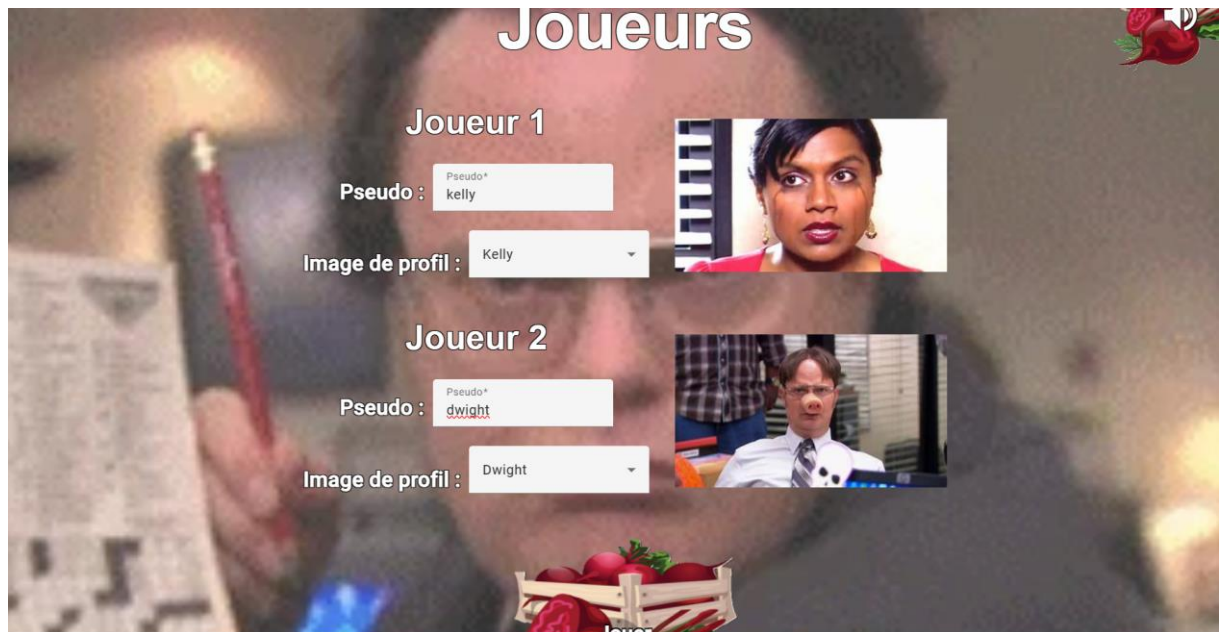 Joueurs
Joueur 1
Pseudo :
Pseudo*
kelly
Image de profil :
Kelly
Joueur 2
Pseudo :
Pseudo*
dwight
Image de profil :
Dwight
Jouer